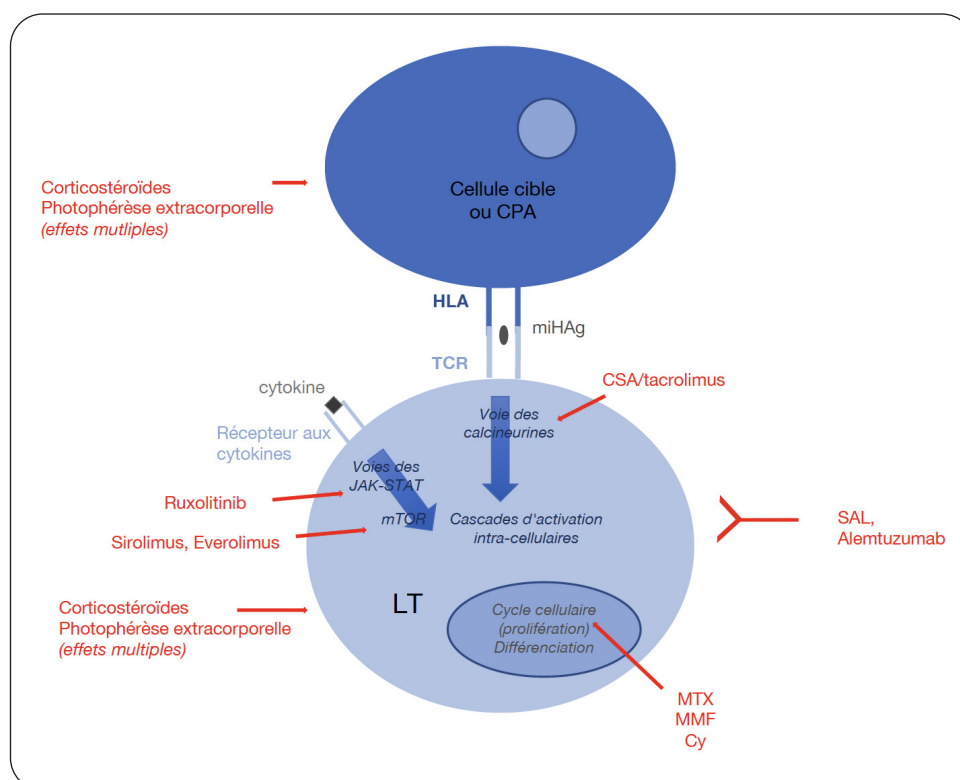 Cellule cible
ou CPA
Corticostéroïdes
Photophérèse extracorporelle
(effets mutliples)
HLA
miHAg
TCR
CSA/tacrolimus
cytokine
Voie des
calcineurines
Récepteur aux
cytokines
Voies des
JAK-STAT
Ruxolitinib
mTOR
Cascades d'activation
intra-cellulaires
SAL,
Alemtuzumab
Sirolimus, Everolimus
LT
Corticostéroïdes
Photophérèse extracorporelle
(effets multiples)
Cycle cellulaire
(prolifération)
Différenciation
MTX
MMF
Cy